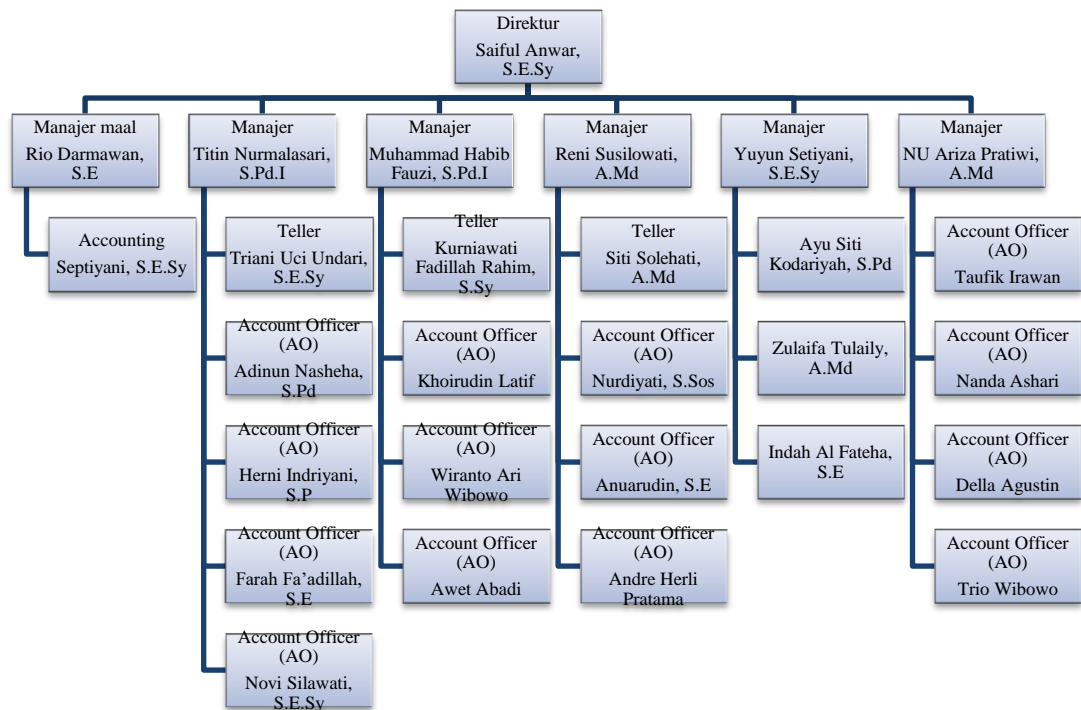 Direktur
Saiful Anwar,
S.E.Sy
Manajer maal
Rio Darmawan,
S.E
Accounting
Septiyani, S.E.Sy
Manajer
Titin Nurmalasari,
S.Pd.I
Teller
Triani Uci Undari,
S.E.Sy
Account Officer
(AO)
Adinun Nasheha,
S.Pd
Account Officer
(AO)
Herni Indriyani,
S.P
Account Officer
(AO)
Farah Fa’adillah,
S.E
Account Officer
(AO)
Novi Silawati,
S.E.Sy
Manajer
Muhammad Habib
Fauzi, S.Pd.I
Teller
Kurniawati
Fadillah Rahim,
S.Sy
Account Officer
(AO)
Khoirudin Latif
Account Officer
(AO)
Wiranto Ari
Wibowo
Account Officer
(AO)
Awet Abadi
Manajer
Reni Susilowati,
A.Md
Teller
Siti Solehati,
A.Md
Account Officer
(AO)
Nurdiyati, S.Sos
Account Officer
(AO)
Anuarudin, S.E
Account Officer
(AO)
Andre Herli
Pratama
Manajer
Yuyun Setiyani,
S.E.Sy
Ayu Siti
Kodariyah, S.Pd
Zulaifa Tulaily,
A.Md
Indah Al Fateha,
S.E
Manajer
NU Ariza Pratiwi,
A.Md
Account Officer
(AO)
Taufik Irawan
Account Officer
(AO)
Nanda Ashari
Account Officer
(AO)
Della Agustin
Account Officer
(AO)
Trio Wibowo